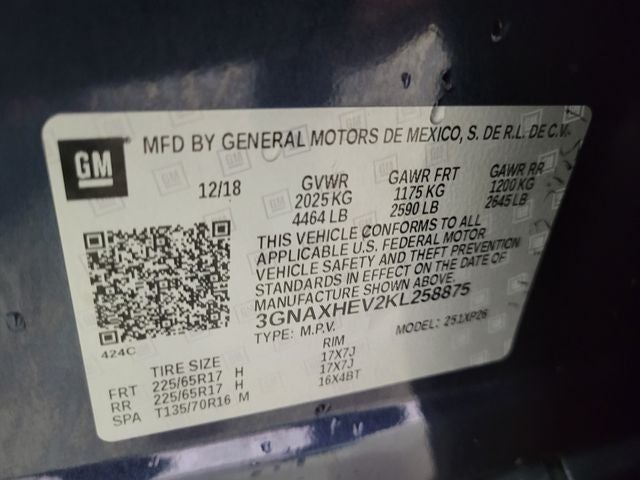 GM
MFD BY GENERAL MOTORS DE MEXICO, S. DE R.L. DE C.V.
12/18
GVWR GAWR FRT GAWR RR
2025 KG 1175 KG 1200 KG
4464 LB 2590 LB 2645 LB
THIS VEHICLE CONFORMS TO ALL
APPLICABLE U.S. FEDERAL MOTOR
VEHICLE SAFETY AND THEFT PREVENTION
STANDARDS IN EFFECT ON THE DATE OF
MANUFACTURE SHOWN ABOVE.
3GNAXHEV2KL258875
TYPE: M.P.V. MODEL: 251XP26
424C
TIRE SIZE RIM
FRT 225/65R17 H 17X7J
RR 225/65R17 H 17X7J
SPA T135/70R16 M 16X4BT